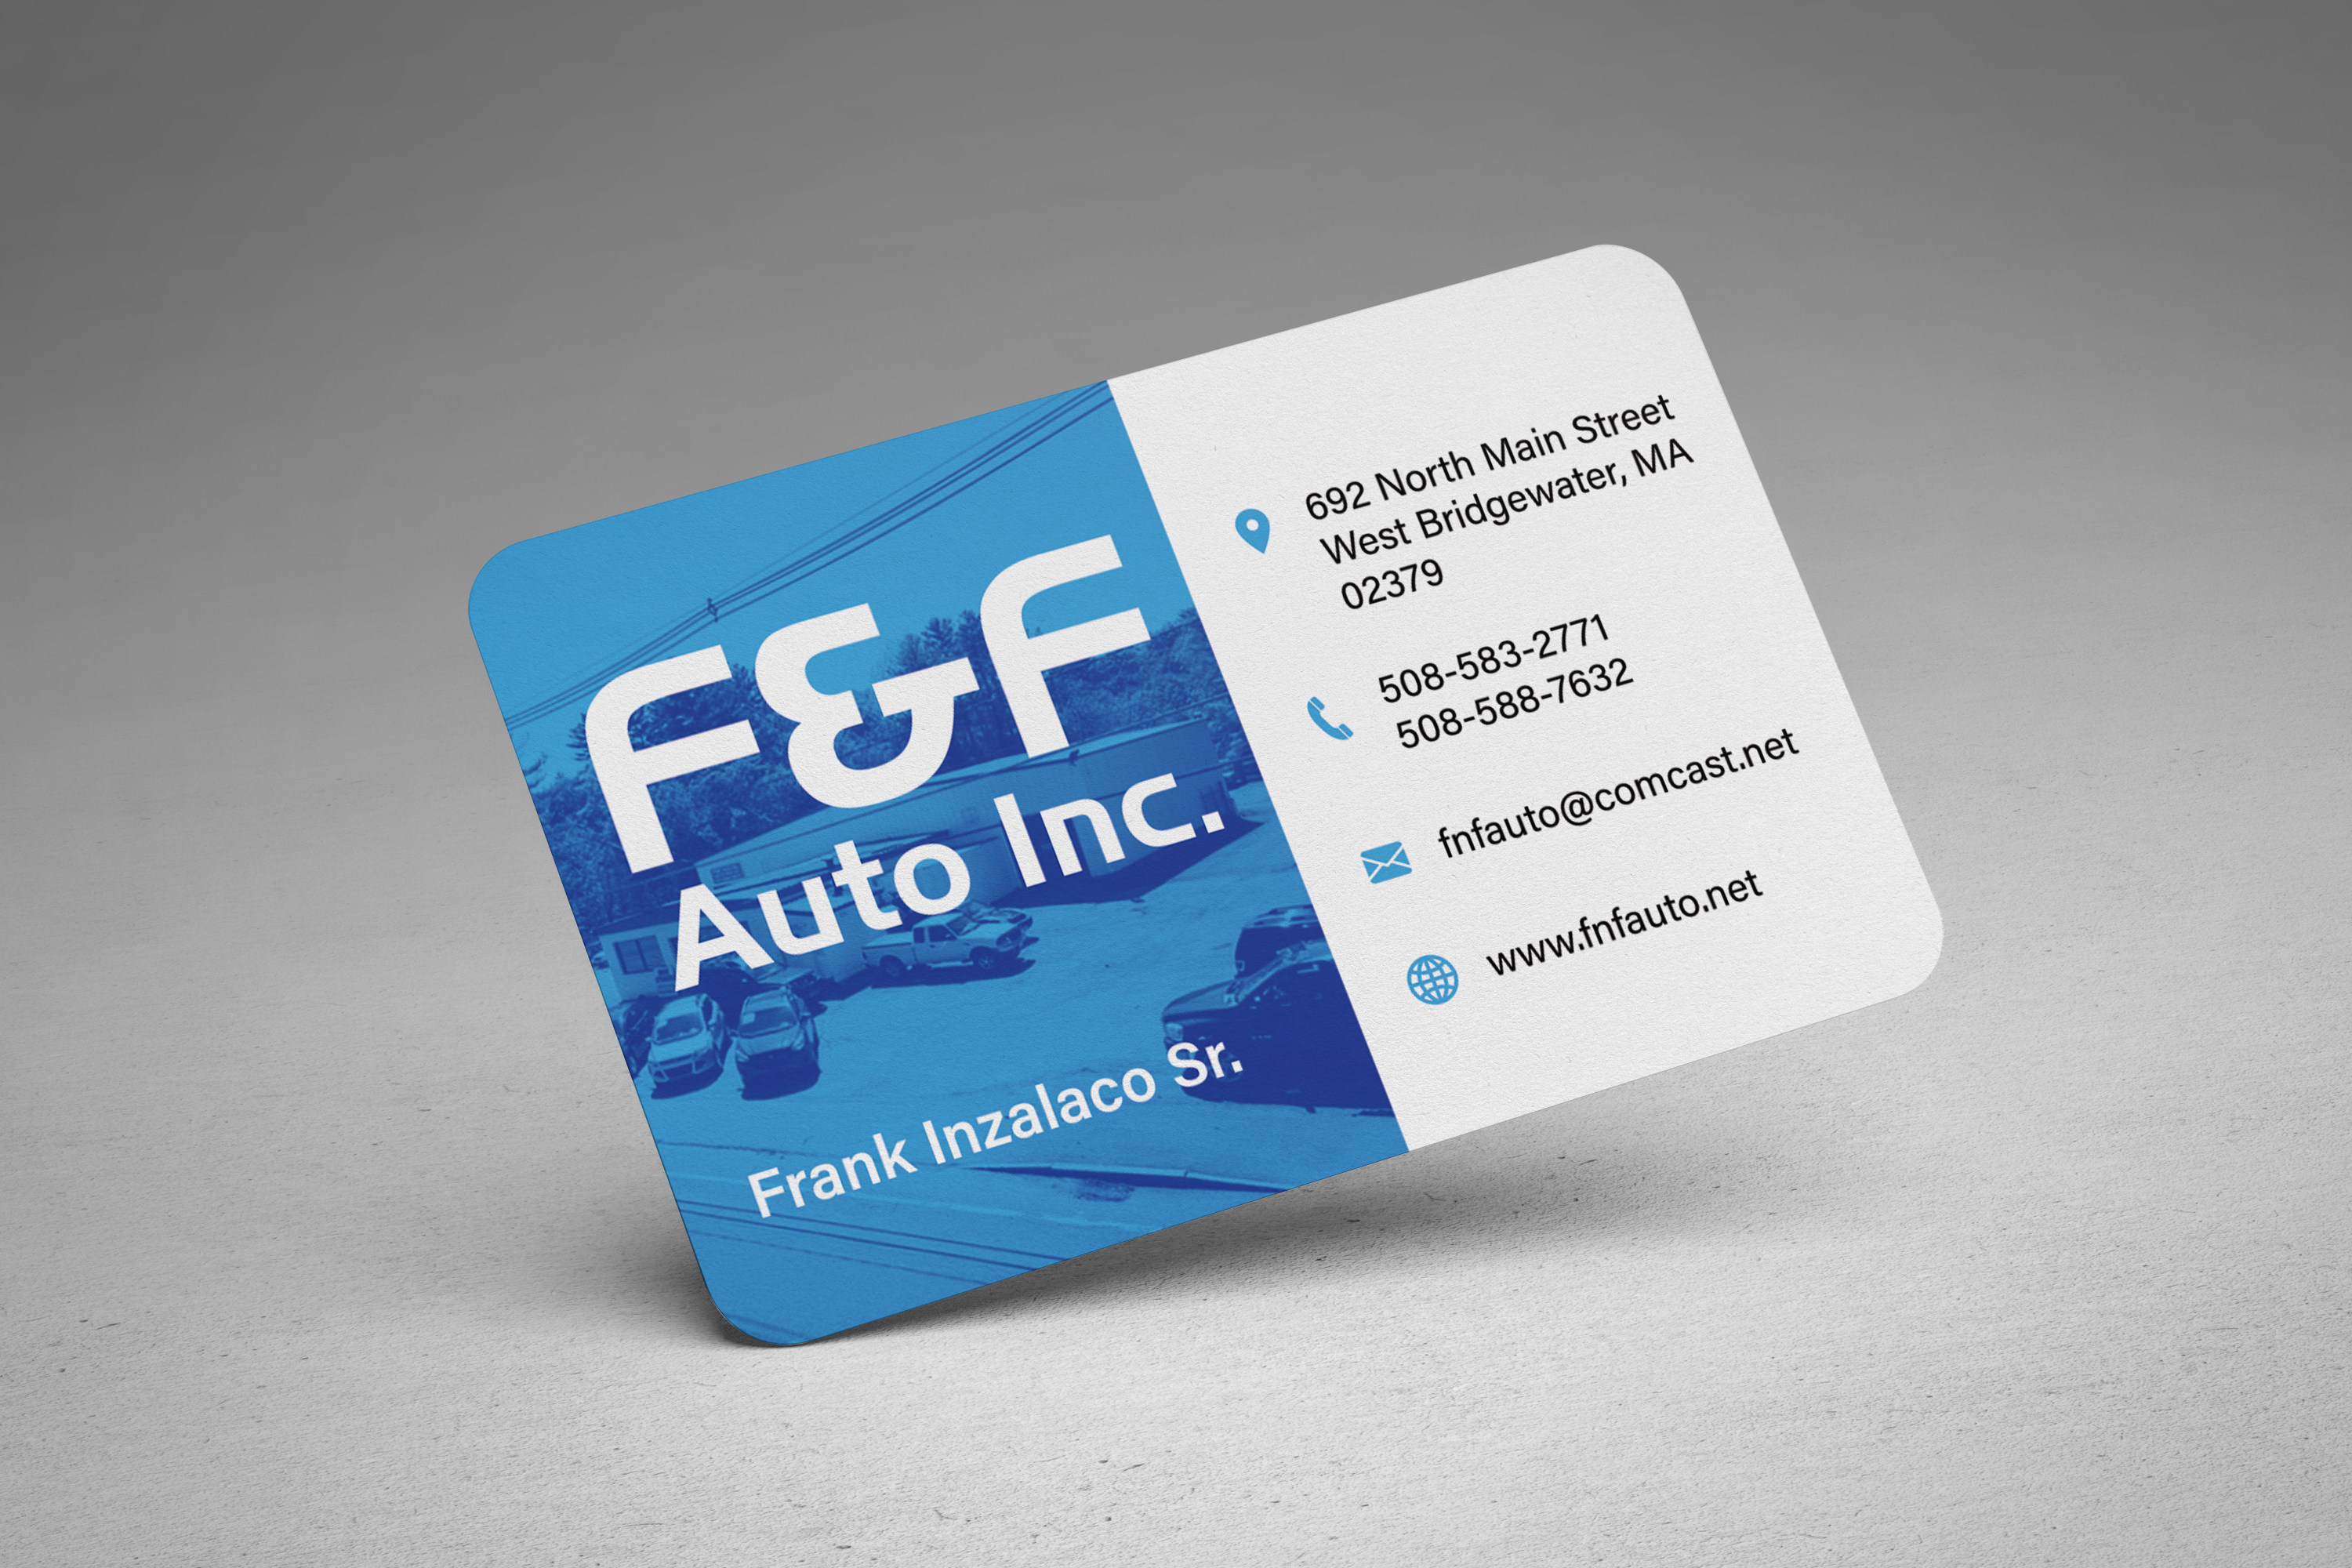 F&F
Auto Inc.
Frank Inzalaco Sr.
692 North Main Street
West Bridgewater, MA
02379
508-583-2771
508-588-7632
fnfauto@comcast.net
www.fnfauto.net